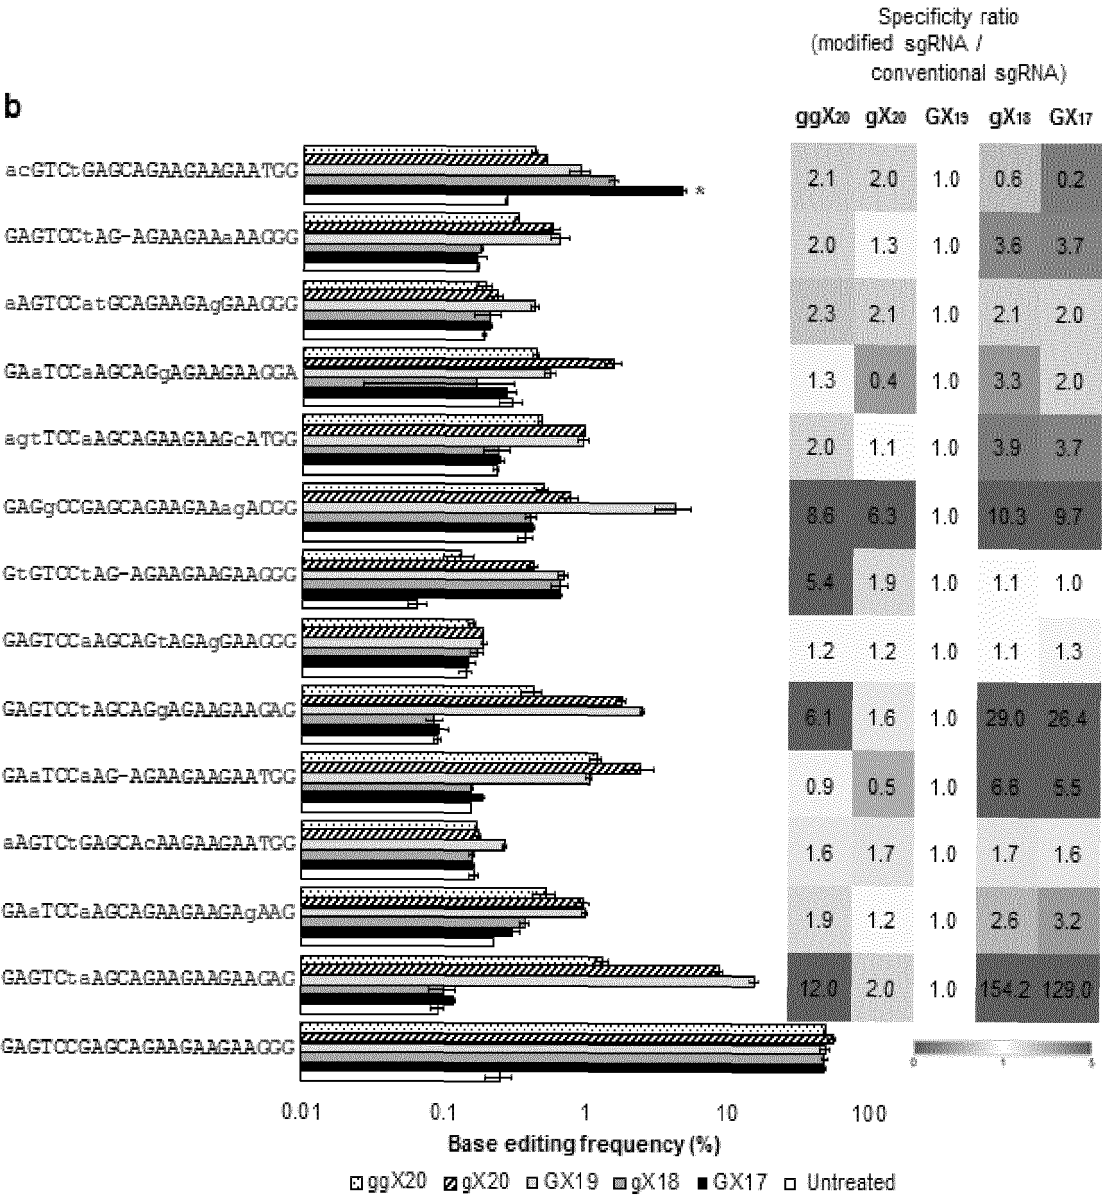 Specificity ratio
(modified sgRNA /
conventional sgRNA)
b
ggX20 gX20 GX19 gX18 GX17
acGTCtGAGCAGAAGAAGAATGG 2.1 2.0 1.0 0.6 0.2
*
GAGTCCtAG-AGAAGAAaAAGGG 2.0 1.3 1.0 3.6 3.7
aAGTCCatGCAGAAGAgGAAGGG 2.3 2.1 1.0 2.1 2.0
GAaTCCaAGCAGgAGAAGAAGGA 1.3 0.4 1.0 3.3 2.0
agtTCCaAGCAGAAGAAGcATGG 2.0 1.1 1.0 3.9 3.7
GAGgCCGAGCAGAAGAAagACGG 8.6 6.3 1.0 10.3 9.7
GtGTCCtAG-AGAAGAAGAAGGG 5.4 1.9 1.0 1.1 1.0
GAGTCCaAGCAGtAGAgGAAGGG 1.2 1.2 1.0 1.1 1.3
GAGTCCtAGCAGgAGAAGAAGAG 6.1 1.6 1.0 29.0 26.4
GAaTCCaAG-AGAAGAAGAATGG 0.9 0.5 1.0 6.6 5.5
aAGTCtGAGCAcAAGAAGAATGG 1.6 1.7 1.0 1.7 1.6
GAaTCCaAGCAGAAGAAGAgAAG 1.9 1.2 1.0 2.6 3.2
GAGTCtaAGCAGAAGAAGAAGAG 12.0 2.0 1.0 154.2 129.0
GAGTCCGAGCAGAAGAAGAAGGG
0.01 0.1 1 10 100
Base editing frequency (%)
ggX20 gX20 GX19 gX18 GX17 Untreated